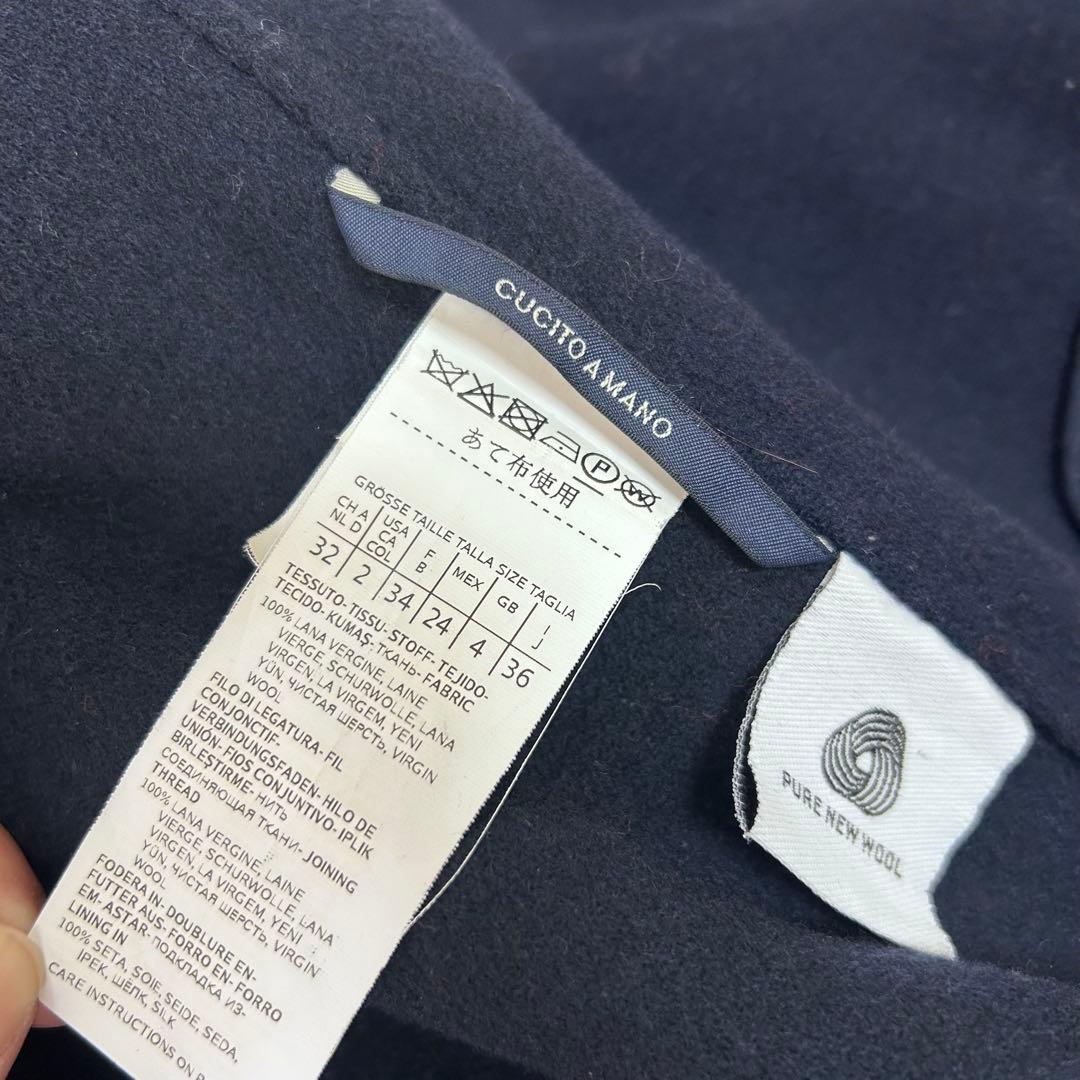 CUCITO A MANO
P W
あて布使用
GRÖSSE TAILLE TALLA SIZE TAGLIA
CH A NL D USA CA COL F B MEX GB I J
32 2 34 24 4 36
TESSUTO-TISSU-STOFF-TEJIDO-
TECIDO-KUMAŞ-ТКАНЬ-FABRIC
100% LANA VERGINE, LAINE
VIERGE, SCHURWOLLE, LANA
VIRGEN, LA VIRGEM, YENI
YÜN, ЧИСТАЯ ШЕРСТЬ, VIRGIN
WOOL
FILO DI LEGATURA- FIL
CONJONCTIF-
VERBINDUNGSFADEN- HILO DE
UNIÓN- FIOS CONJUNTIVO- IPLIK
BIRLEŞTIRME- НИТЬ
СОЕДИНЯЮЩАЯ ТКАНИ- JOINING
THREAD
100% LANA VERGINE, LAINE
VIERGE, SCHURWOLLE, LANA
VIRGEN, LA VIRGEM, YENI
YÜN, ЧИСТАЯ ШЕРСТЬ, VIRGIN
WOOL
FODERA IN- DOUBLURE EN-
FUTTER AUS- FORRO EN- FORRO
EM- ASTAR- ПОДКЛАДКА ИЗ-
LINING IN
100% SETA, SOIE, SEIDE, SEDA,
IPEK, ШЁЛК, SILK
CARE INSTRUCTIONS ON
PURE NEW WOOL